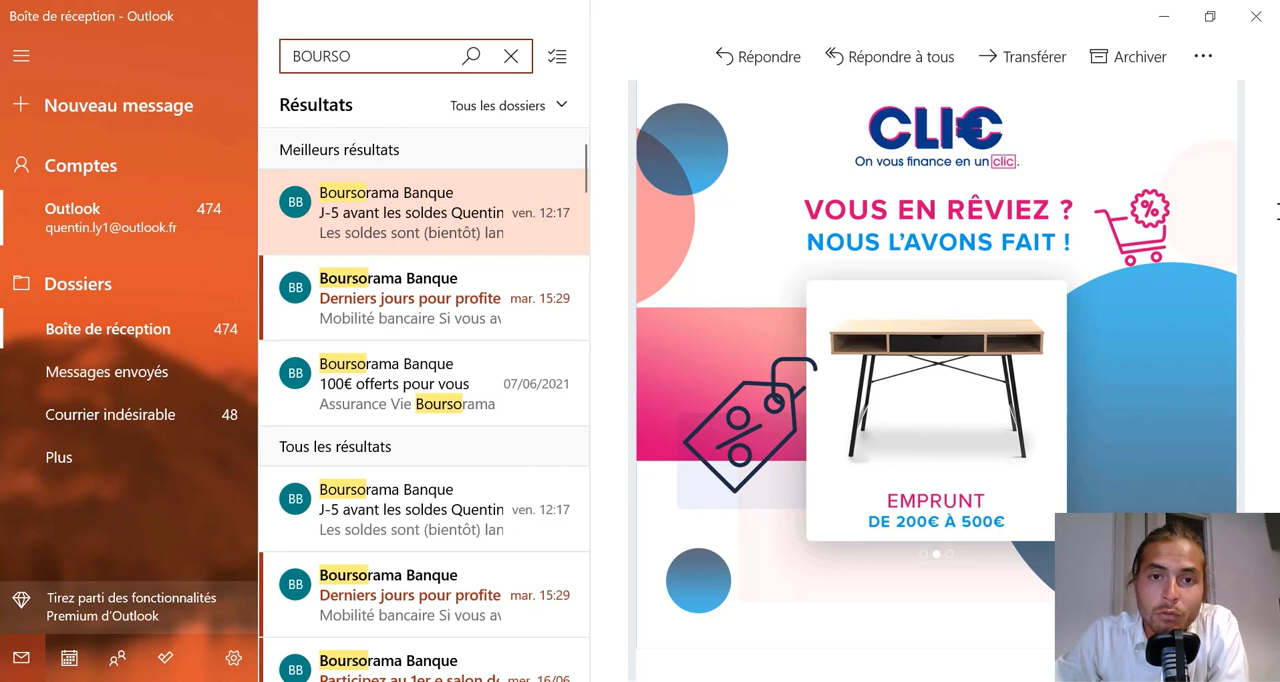 Boîte de réception - Outlook
Nouveau message
Comptes
Outlook 474
quentin.ly1@outlook.fr
Dossiers
Boîte de réception 474
Messages envoyés
Courrier indésirable 48
Plus
Tirez parti des fonctionnalités
Premium d'Outlook
BOURSO
Résultats Tous les dossiers
Meilleurs résultats
BB Boursorama Banque
J-5 avant les soldes Quentin ven. 12:17
Les soldes sont (bientôt) lan
BB Boursorama Banque
Derniers jours pour profite mar. 15:29
Mobilité bancaire Si vous av
BB Boursorama Banque
100€ offerts pour vous 07/06/2021
Assurance Vie Boursorama
Tous les résultats
BB Boursorama Banque
J-5 avant les soldes Quentin ven. 12:17
Les soldes sont (bientôt) lan
BB Boursorama Banque
Derniers jours pour profite mar. 15:29
Mobilité bancaire Si vous av
BB Boursorama Banque
Participez au 1er e salon de mer. 16/06
Répondre Répondre à tous Transférer Archiver
CLI€
On vous finance en un clic.
VOUS EN RÊVIEZ ?
NOUS L'AVONS FAIT !
%
%
EMPRUNT
DE 200€ À 500€